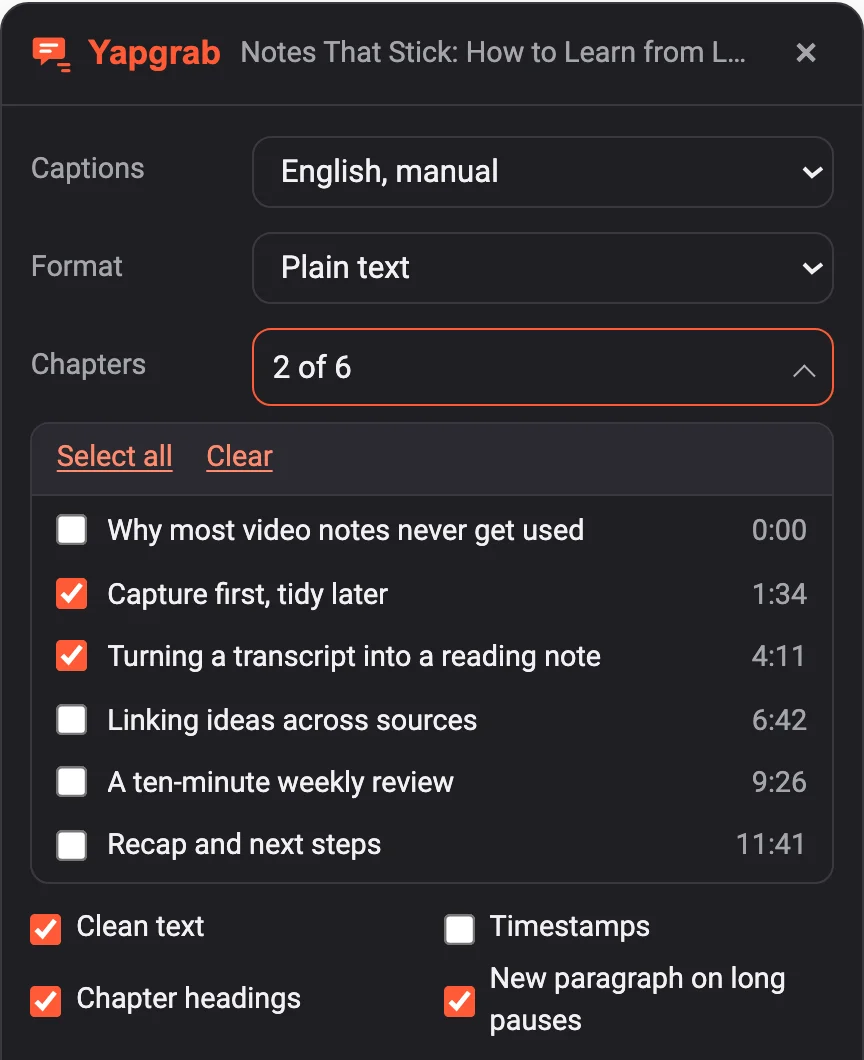 Yapgrab Notes That Stick: How to Learn from L...
Captions English, manual
Format Plain text
Chapters 2 of 6
Select all Clear
Why most video notes never get used 0:00
Capture first, tidy later 1:34
Turning a transcript into a reading note 4:11
Linking ideas across sources 6:42
A ten-minute weekly review 9:26
Recap and next steps 11:41
Clean text Timestamps
Chapter headings New paragraph on long
pauses